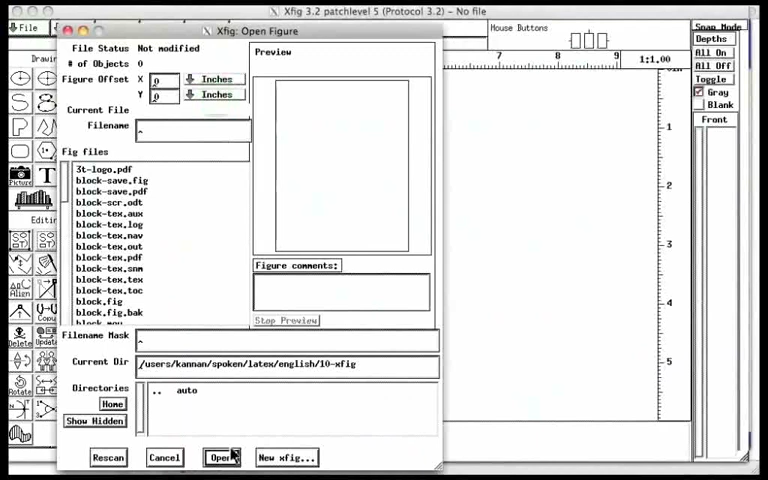 Xfig 3.2 patchlevel 5 (Protocol 3.2) - No file
File
Xfig: Open Figure
Mouse Buttons
Snap Mode
File Status Not modified
# of Objects 0
Figure Offset X 0 Inches
Y 0 Inches
Current File
Filename
Preview
Fig files
3t-logo.pdf
block-save.fig
block-save.pdf
block-scr.odt
block-tex.aux
block-tex.log
block-tex.nav
block-tex.out
block-tex.pdf
block-tex.snm
block-tex.tex
block-tex.toc
block.fig
block.fig.bak
Figure comments:
Stop Preview
Filename Mask
Current Dir /users/kannan/spoken/latex/english/10-xfig
Directories
Home
Show Hidden
.. auto
Rescan Cancel Open New xfig...
Picture
T
Align
Copy
Delete
Update
Rotate
7 8 9 1:1.00
1
2
3
4
5
Depths
All On
All Off
Toggle
Gray
Blank
Front